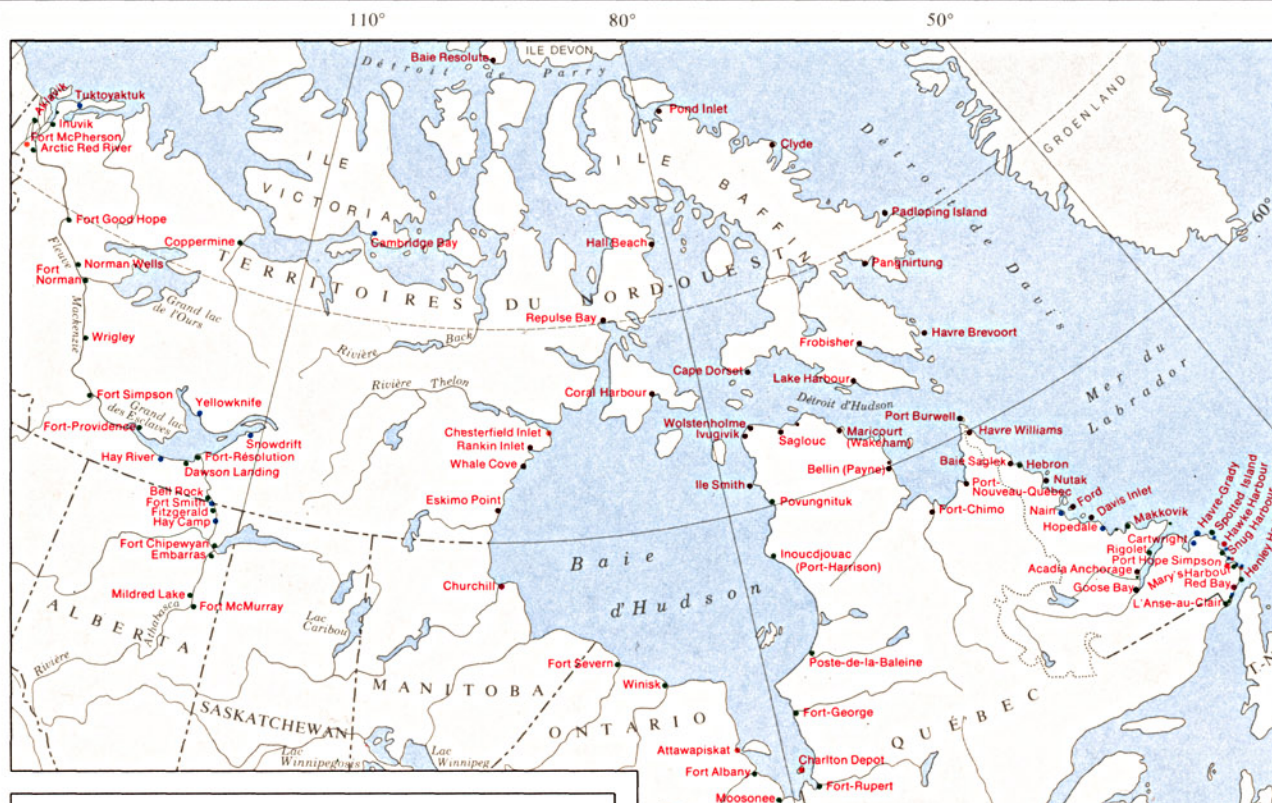 110°
80°
50°
ILE DEVON
Baie Resolute
Détroit de Parry
Tuktoyaktuk
Aklavik
Inuvik
Fort McPherson
Arctic Red River
Pond Inlet
Clyde
Détroit de Davis
GROENLAND
ILE VICTORIA
ILE BAFFIN
Padloping Island
60°
Fort Good Hope
Coppermine
Cambridge Bay
Hall Beach
Pangnirtung
Fleuve Mackenzie
Norman Wells
Fort
Norman
Grand lac
de l'Ours
TERRITOIRES DU NORD-OUEST
Repulse Bay
Havre Brevoort
Frobisher
Wrigley
Rivière Back
Mer du
Labrador
Cape Dorset
Lake Harbour
Rivière Thelon
Coral Harbour
Détroit d'Hudson
Fort Simpson
Grand lac
des Esclaves
Yellowknife
Fort-Providence
Snowdrift
Hay River
Fort-Résolution
Dawson Landing
Chesterfield Inlet
Rankin Inlet
Whale Cove
Wolstenholme
Ivugivik
Saglouc
Maricourt
(Wakeham)
Port Burwell
Havre Williams
Bellin (Payne)
Baie Saglek
Hebron
Port-
Nouveau-Québec
Nutak
Bell Rock
Fort Smith
Fitzgerald
Hay Camp
Eskimo Point
Ile Smith
Povungnituk
Port-Chimo
Nain
Ford
Davis Inlet
Hopedale
Makkovik
Havre-Grady
Spotted Island
Hawke Harbour
Snug Harbour
Cartwright
Rigolet
Port Hope Simpson
Acadia Anchorage
Mary's Harbour
Goose Bay
Red Bay
L'Anse-au-Clair
Fort Chipewyan
Embarras
Baie
d'Hudson
Inoucdjouac
(Port-Harrison)
Churchill
Mildred Lake
Fort McMurray
Athabasca
Rivière
ALBERTA
Lac
Caribou
Fort Severn
Winisk
Poste-de-la-Baleine
MANITOBA
SASKATCHEWAN
ONTARIO
QUÉBEC
Fort-George
Lac
Winnipegosis
Lac
Winnipeg
Attawapiskat
Charlton Depot
Fort Albany
Fort-Rupert
Moosonee